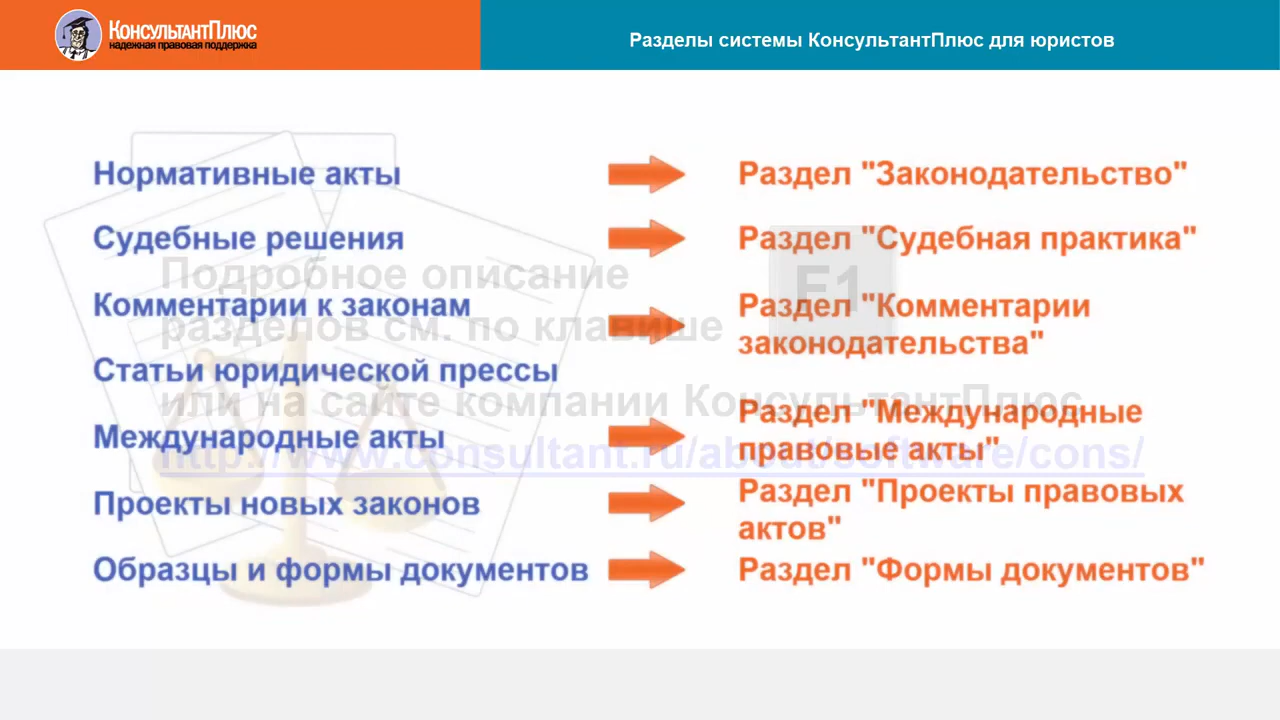 КонсультантПлюс
надежная правовая поддержка
Разделы системы КонсультантПлюс для юристов
Нормативные акты
Раздел "Законодательство"
Судебные решения
Раздел "Судебная практика"
Подробное описание
F1
Комментарии к законам
Раздел "Комментарии
законодательства"
разделов см. по клавише
Статьи юридической прессы
или на сайте компании КонсультантПлюс
Международные акты
Раздел "Международные
правовые акты"
http://www.consultant.ru/about/software/cons/
Проекты новых законов
Раздел "Проекты правовых
актов"
Образцы и формы документов
Раздел "Формы документов"